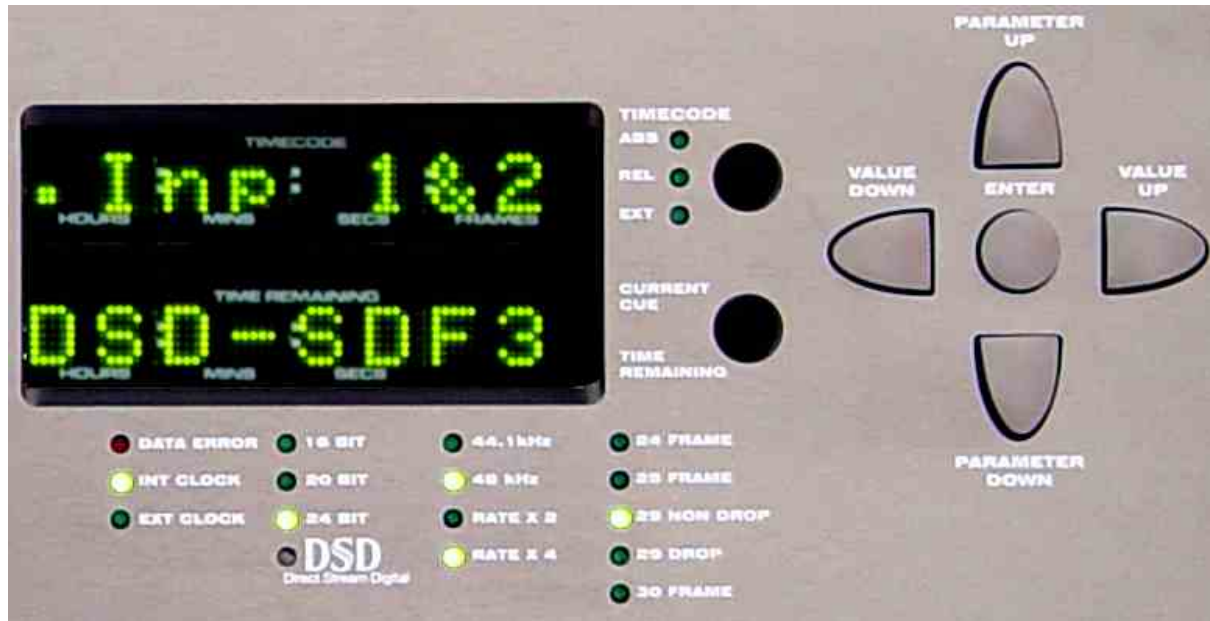 PARAMETER
UP
TIMECODE
.Inp 1&2
HOURS MINS SECS FRAMES
TIMECODE
ABS
REL
EXT
VALUE
DOWN
ENTER
VALUE
UP
TIME REMAINING
DSD-SDF3
HOURS MINS SECS
CURRENT
CUE
TIME
REMAINING
PARAMETER
DOWN
DATA ERROR
INT CLOCK
EXT CLOCK
16 BIT
20 BIT
24 BIT
DSD
Direct Stream Digital
44.1kHz
48 kHz
RATE X 2
RATE X 4
24 FRAME
25 FRAME
29 NON DROP
29 DROP
30 FRAME